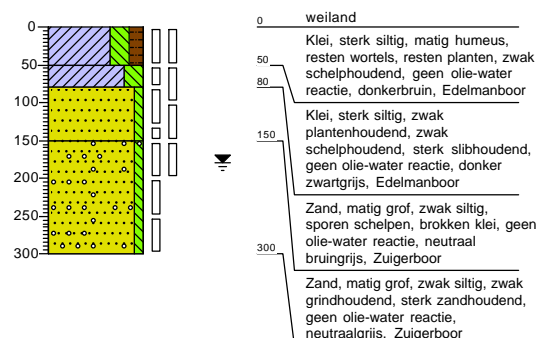 0
50
100
150
200
250
300
0
weiland
Klei, sterk siltig, matig humeus,
resten wortels, resten planten, zwak
schelphoudend, geen olie-water
reactie, donkerbruin, Edelmanboor
50
Klei, sterk siltig, zwak
plantenhoudend, zwak
schelphoudend, sterk slibhoudend,
geen olie-water reactie, donker
zwartgrijs, Edelmanboor
80
Zand, matig grof, zwak siltig,
sporen schelpen, brokken klei, geen
olie-water reactie, neutraal
bruingrijs, Zuigerboor
150
Zand, matig grof, zwak siltig, zwak
grindhoudend, sterk zandhoudend,
geen olie-water reactie,
neutraalgrijs, Zuigerboor
300